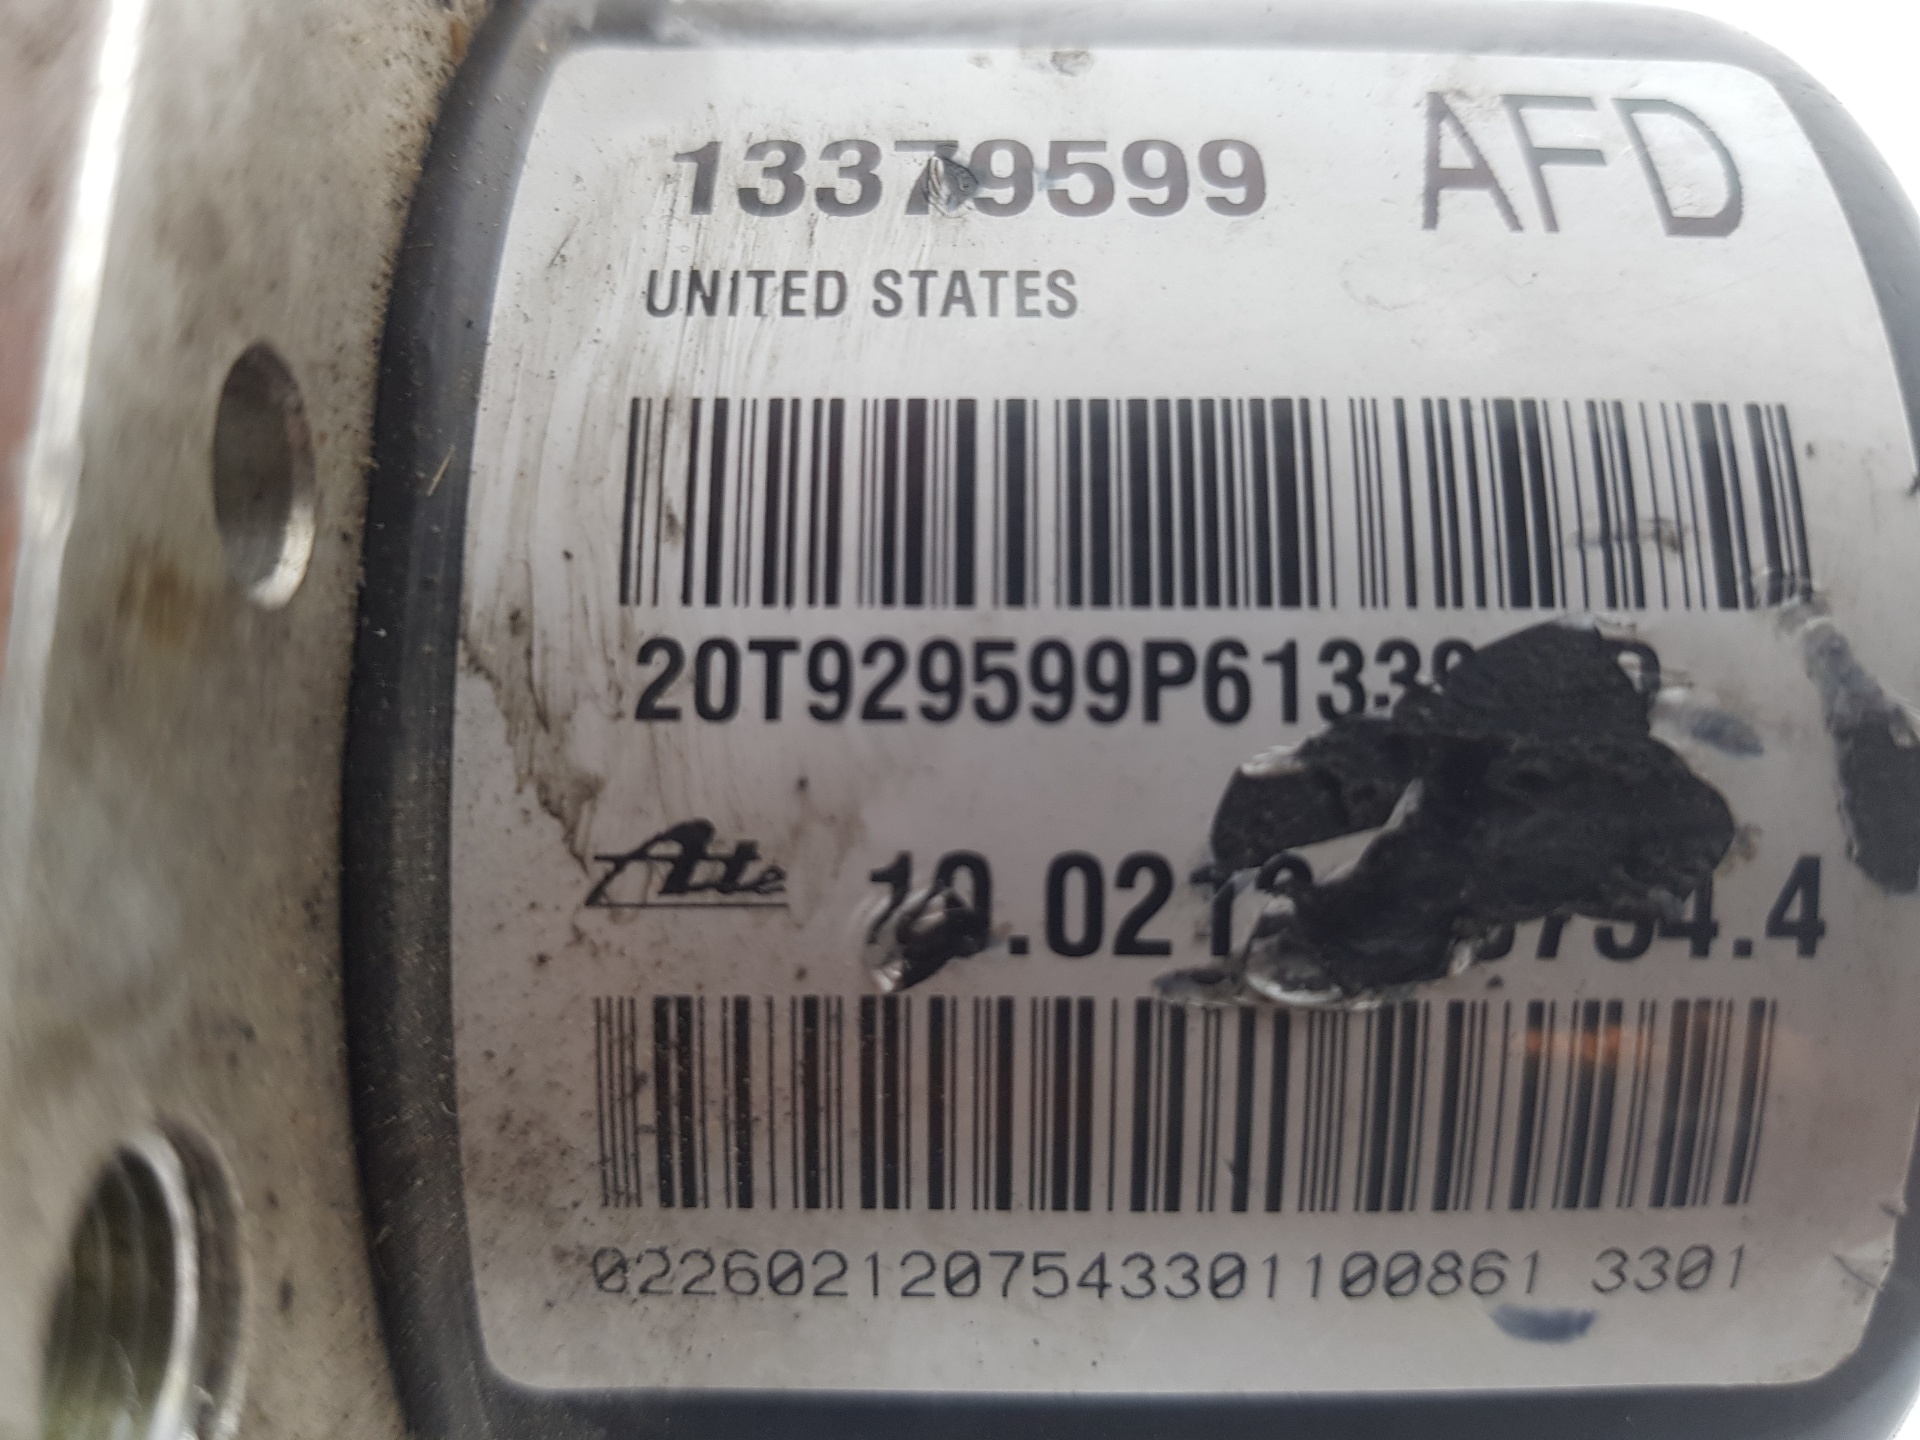 13379599 AFD
UNITED STATES
20T929599P6133
Ate
0226021207543301100861 3301